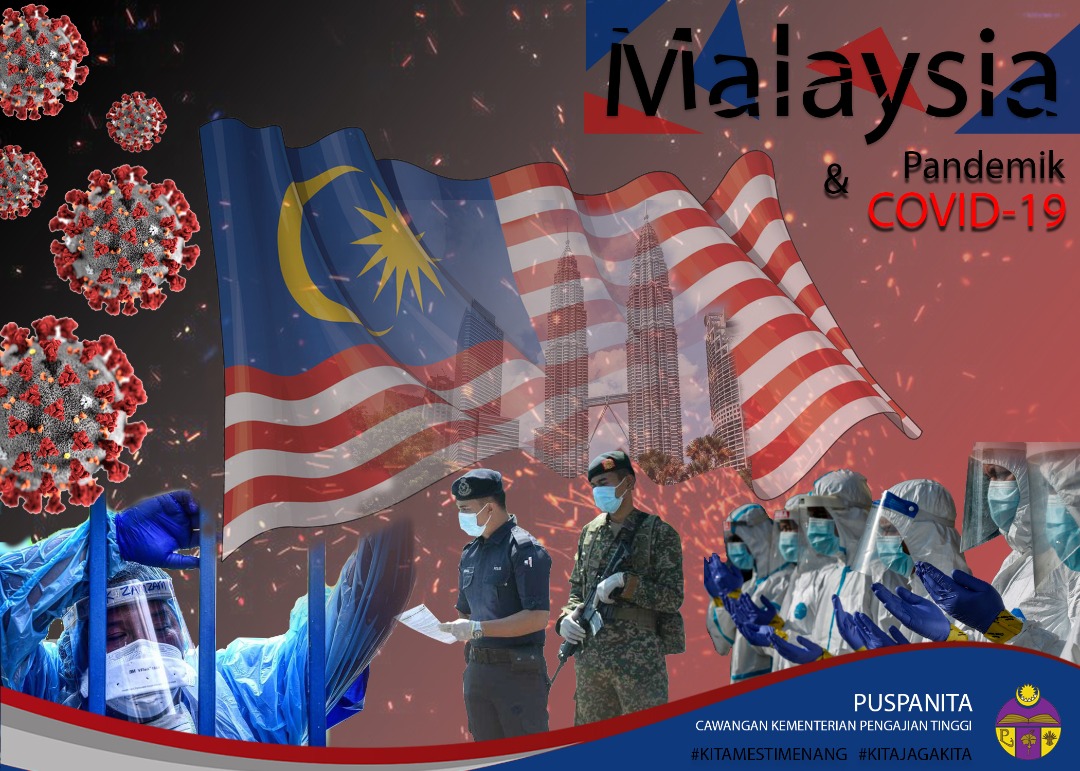 Malaysia
& Pandemik
COVID-19
PUSPANITA
CAWANGAN KEMENTERIAN PENGAJIAN TINGGI
#KITAMESTIMENANG #KITAJAGAKITA